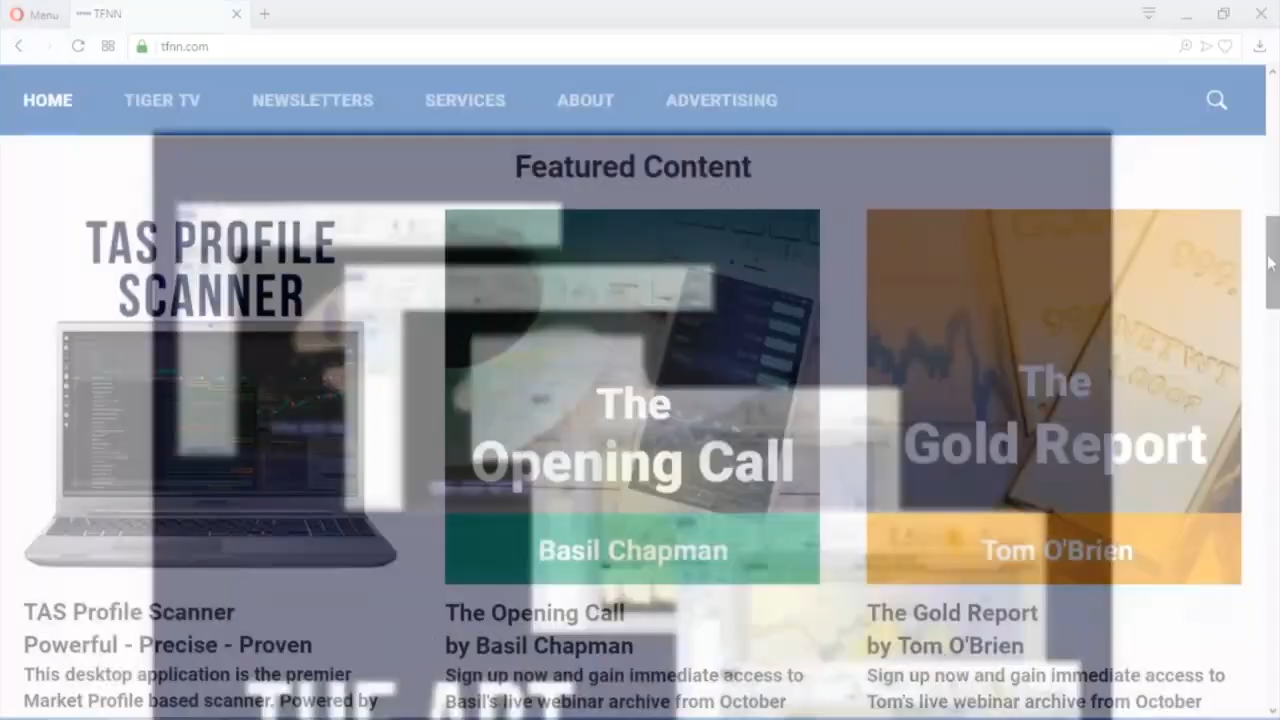 Menu
TFNN
tfnn.com
HOME
TIGER TV
NEWSLETTERS
SERVICES
ABOUT
ADVERTISING
Featured Content
TAS PROFILE
SCANNER
The
Opening Call
Basil Chapman
The
Gold Report
Tom O'Brien
TAS Profile Scanner
Powerful - Precise - Proven
This desktop application is the premier
Market Profile based scanner. Powered by
The Opening Call
by Basil Chapman
Sign up now and gain immediate access to
Basil's live webinar archive from October
The Gold Report
by Tom O'Brien
Sign up now and gain immediate access to
Tom's live webinar archive from October
THE ART